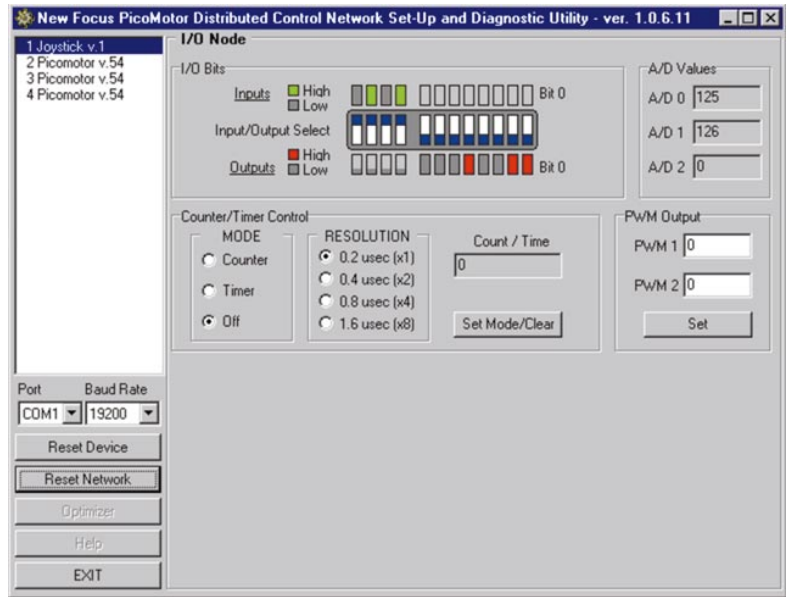 New Focus PicoMotor Distributed Control Network Set-Up and Diagnostic Utility - ver. 1.0.6.11
1 Joystick v.1
2 Picomotor v.54
3 Picomotor v.54
4 Picomotor v.54
Port
Baud Rate
COM1
19200
Reset Device
Reset Network
Optimizer
Help
EXIT
I/O Node
I/O Bits
Inputs
High
Low
Bit 0
Input/Output Select
Outputs
High
Low
Bit 0
A/D Values
A/D 0 125
A/D 1 126
A/D 2 0
Counter/Timer Control
MODE
Counter
Timer
Off
RESOLUTION
0.2 usec (x1)
0.4 usec (x2)
0.8 usec (x4)
1.6 usec (x8)
Count / Time
0
Set Mode/Clear
PWM Output
PWM 1 0
PWM 2 0
Set